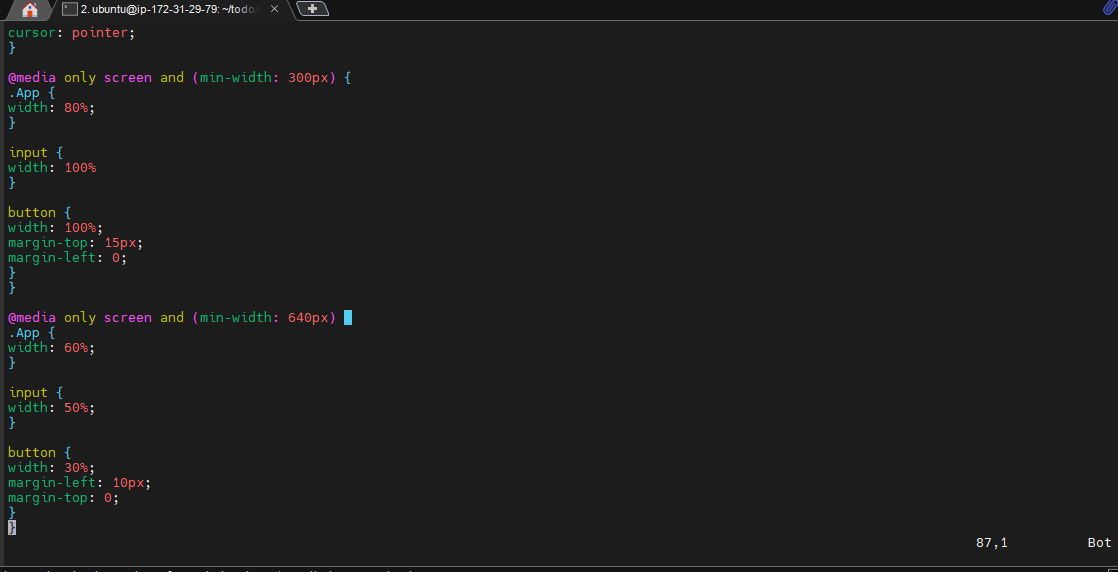 2. ubuntu@ip-172-31-29-79: ~/todo/
cursor: pointer;
}
@media only screen and (min-width: 300px) {
.App {
width: 80%;
}
input {
width: 100%
}
button {
width: 100%;
margin-top: 15px;
margin-left: 0;
}
}
@media only screen and (min-width: 640px)
.App {
width: 60%;
}
input {
width: 50%;
}
button {
width: 30%;
margin-left: 10px;
margin-top: 0;
}
}
87,1 Bot